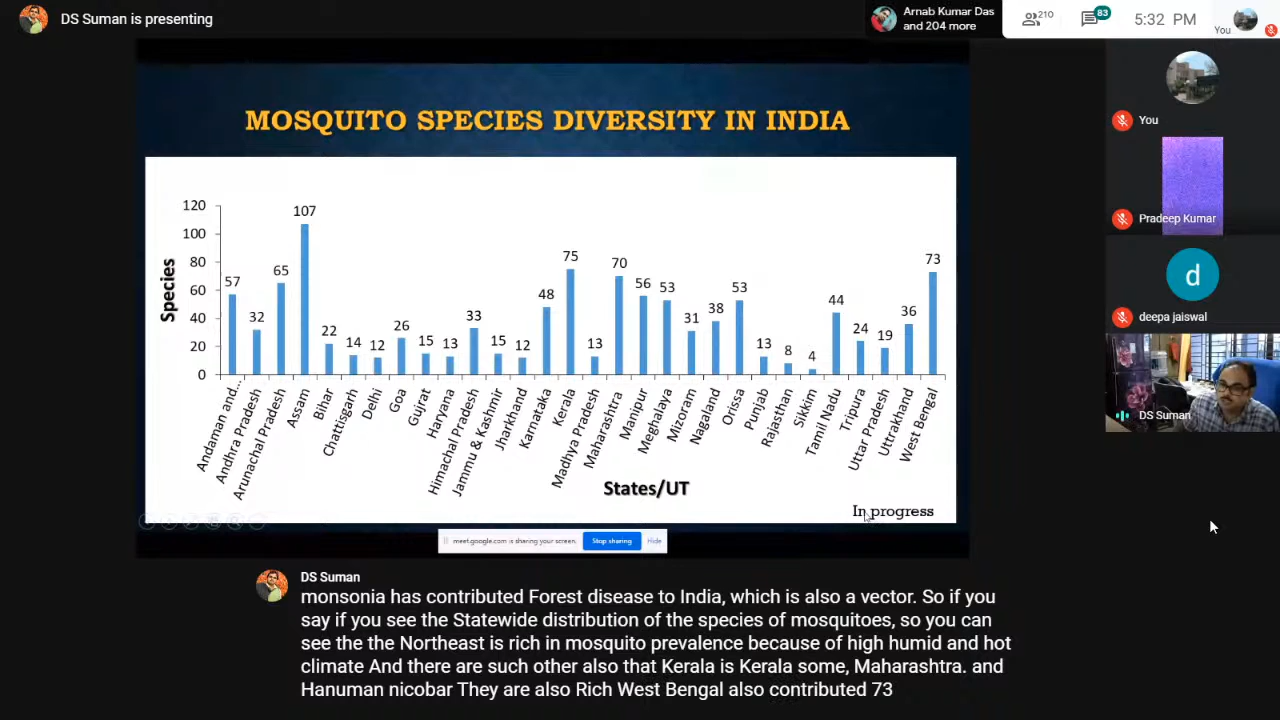 DS Suman is presenting
Arnab Kumar Das
and 204 more
210
83
5:32 PM
You
MOSQUITO SPECIES DIVERSITY IN INDIA
Species
120
100
80
60
40
20
0
57
32
65
107
22
14
12
26
15
13
33
15
12
48
75
13
70
56
53
31
38
53
13
8
4
44
24
19
36
73
Andaman and...
Andhra Pradesh
Arunachal Pradesh
Assam
Bihar
Chattisgarh
Delhi
Goa
Gujrat
Haryana
Himachal Pradesh
Jammu & Kashmir
Jharkhand
Karnataka
Kerala
Madhya Pradesh
Maharashtra
Manipur
Meghalaya
Mizoram
Nagaland
Orissa
Punjab
Rajasthan
Sikkim
Tamil Nadu
Tripura
Uttar Pradesh
Uttrakhand
West Bengal
States/UT
In progress
meet.google.com is sharing your screen.
Stop sharing
Hide
You
Pradeep Kumar
d
deepa jaiswal
DS Suman
DS Suman
monsonia has contributed Forest disease to India, which is also a vector. So if you
say if you see the Statewide distribution of the species of mosquitoes, so you can
see the the Northeast is rich in mosquito prevalence because of high humid and hot
climate And there are such other also that Kerala is Kerala some, Maharashtra. and
Hanuman nicobar They are also Rich West Bengal also contributed 73